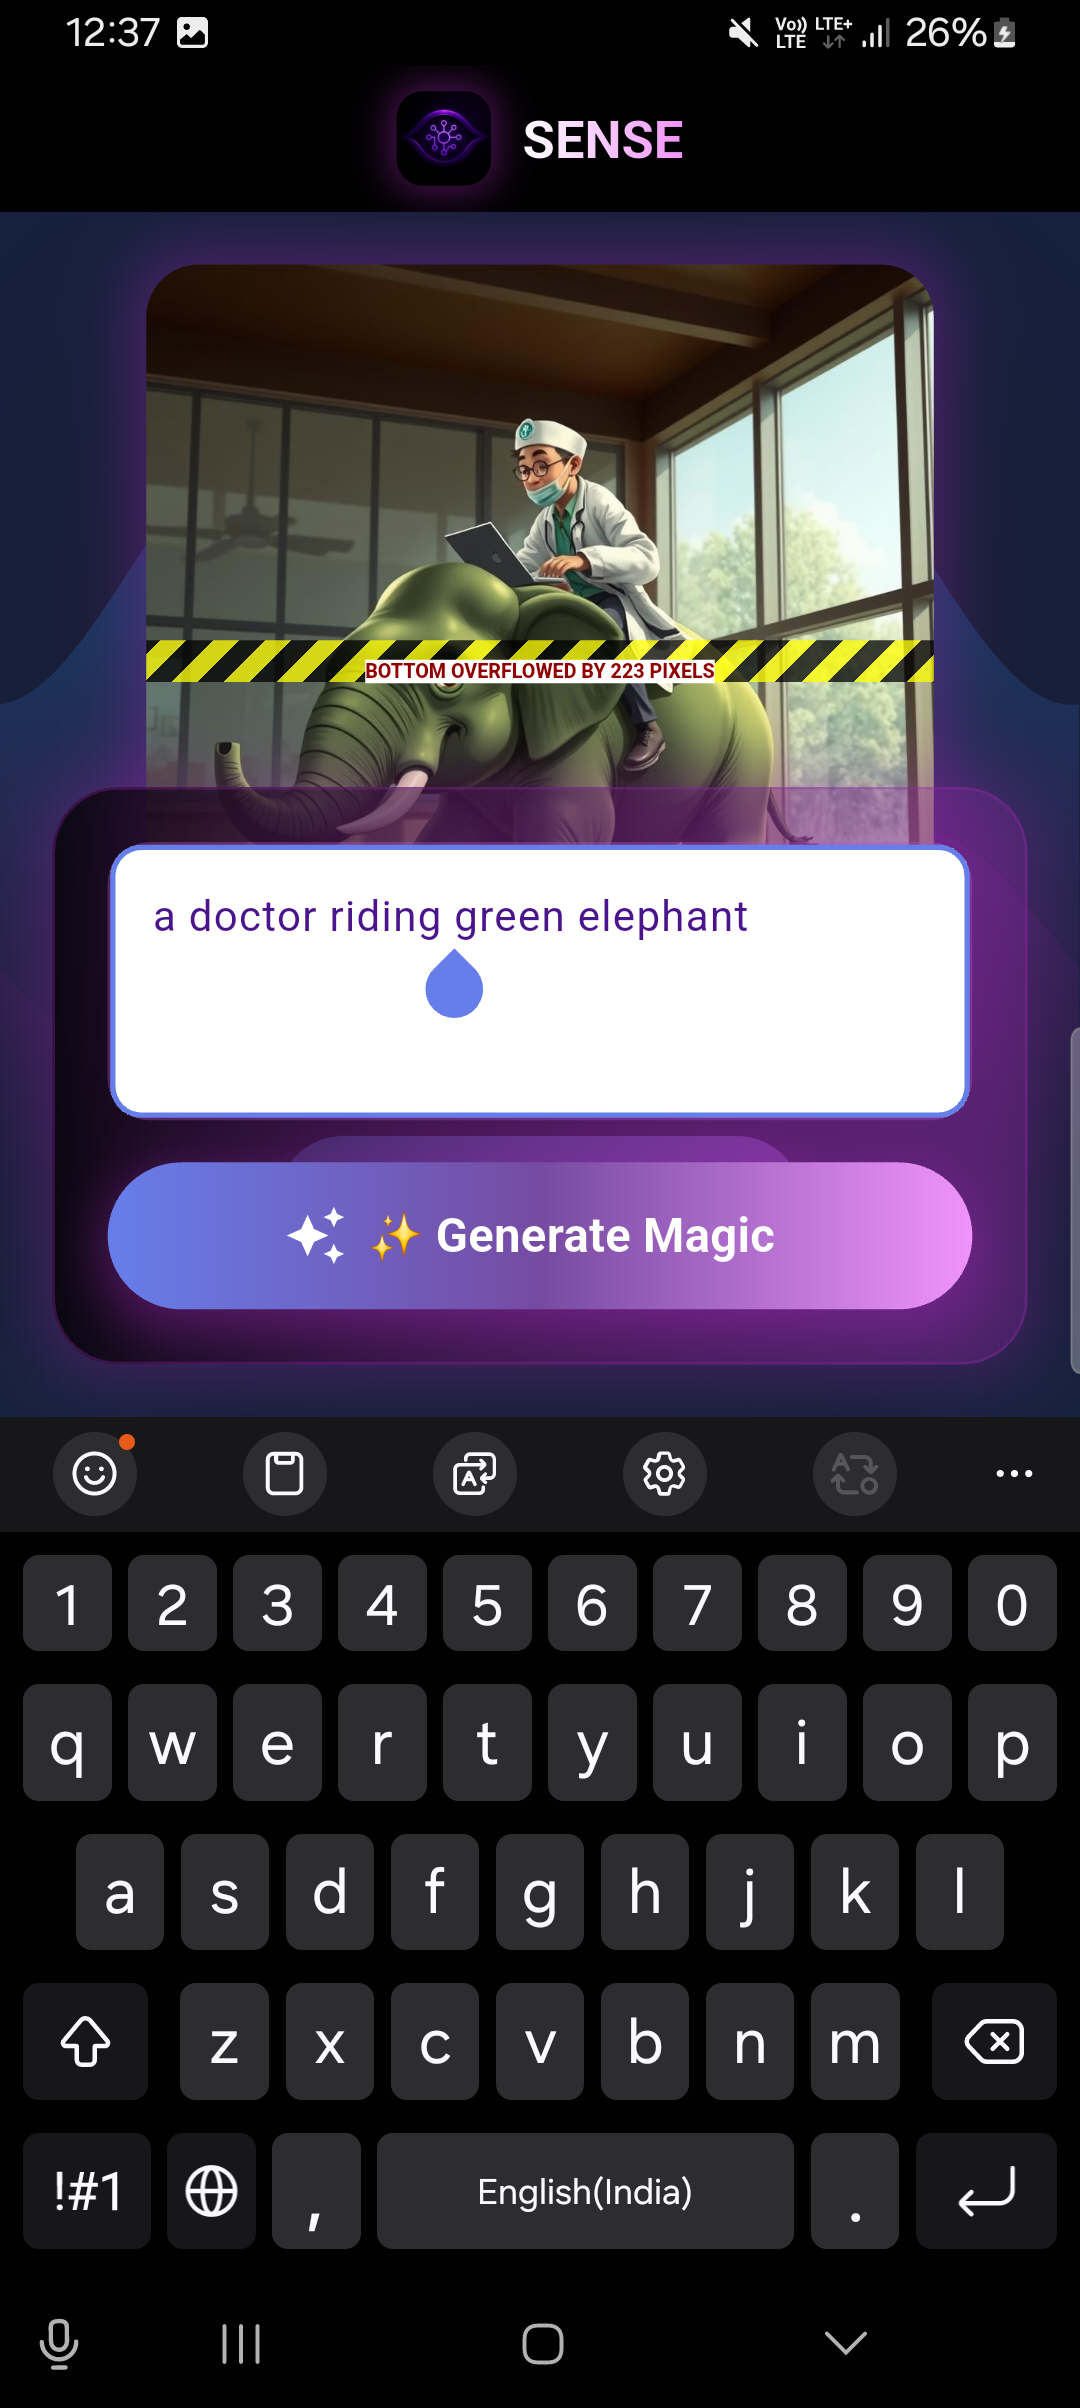 12:37 Vo)) LTE LTE+ 26%
SENSE
BOTTOM OVERFLOWED BY 223 PIXELS
a doctor riding green elephant
✨ Generate Magic
1 2 3 4 5 6 7 8 9 0
q w e r t y u i o p
a s d f g h j k l
z x c v b n m
!#1 , English(India) .